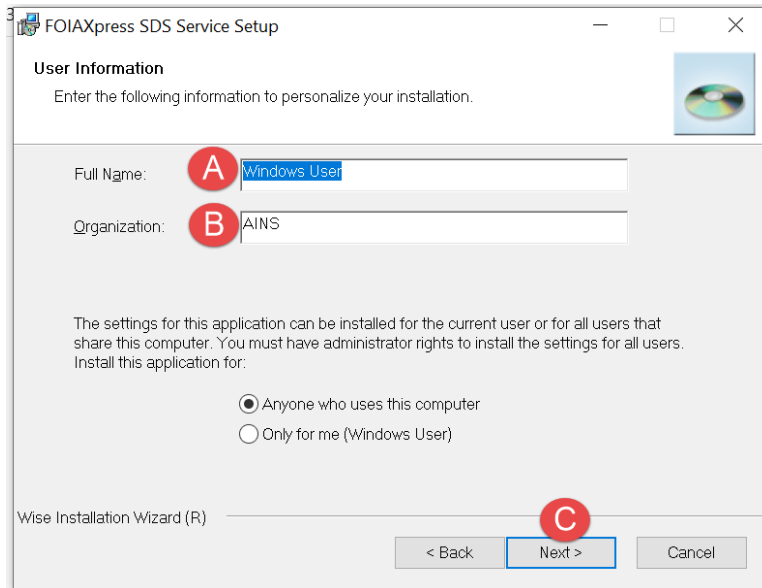 3
FOIAXpress SDS Service Setup
User Information
Enter the following information to personalize your installation.
Full Name: A Windows User
Organization: B AINS
The settings for this application can be installed for the current user or for all users that
share this computer. You must have administrator rights to install the settings for all users.
Install this application for:
Anyone who uses this computer
Only for me (Windows User)
Wise Installation Wizard (R)
C
< Back Next > Cancel